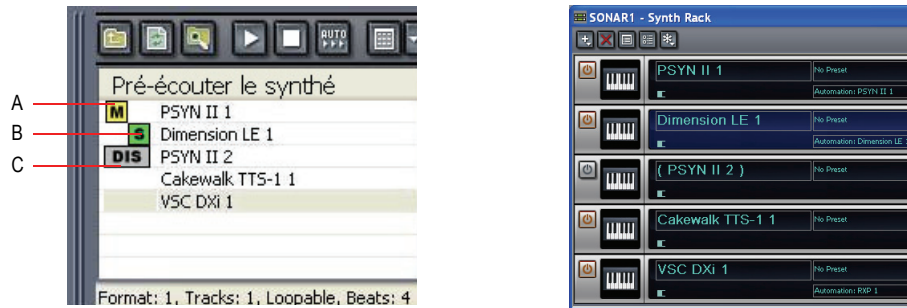 AUTO
Pré-écouter le synthé
A
M PSYN II 1
B
S Dimension LE 1
C
DIS PSYN II 2
Cakewalk TTS-1 1
VSC DXi 1
Format: 1, Tracks: 1, Loopable, Beats: 4
SONAR1 - Synth Rack
PSYN II 1
No Preset
Automation: PSYN II 1
Dimension LE 1
No Preset
Automation: Dimension LE
( PSYN II 2 )
No Preset
Cakewalk TTS-1 1
No Preset
VSC DXi 1
No Preset
Automation: RXP 1